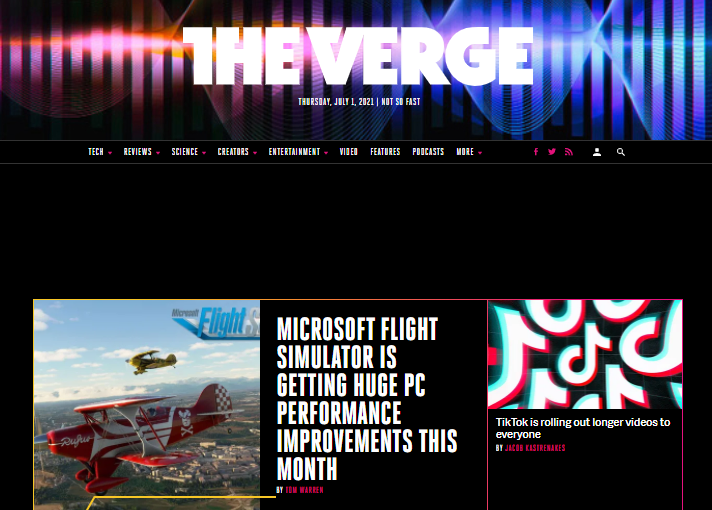 THE VERGE
THURSDAY, JULY 1, 2021 | NOT SO FAST
TECH REVIEWS SCIENCE CREATORS ENTERTAINMENT VIDEO FEATURES PODCASTS MORE
Microsoft
Flight
MICROSOFT FLIGHT
SIMULATOR IS
GETTING HUGE PC
PERFORMANCE
IMPROVEMENTS THIS
MONTH
BY TOM WARREN
TikTok is rolling out longer videos to
everyone
BY JACOB KASTRENAKES